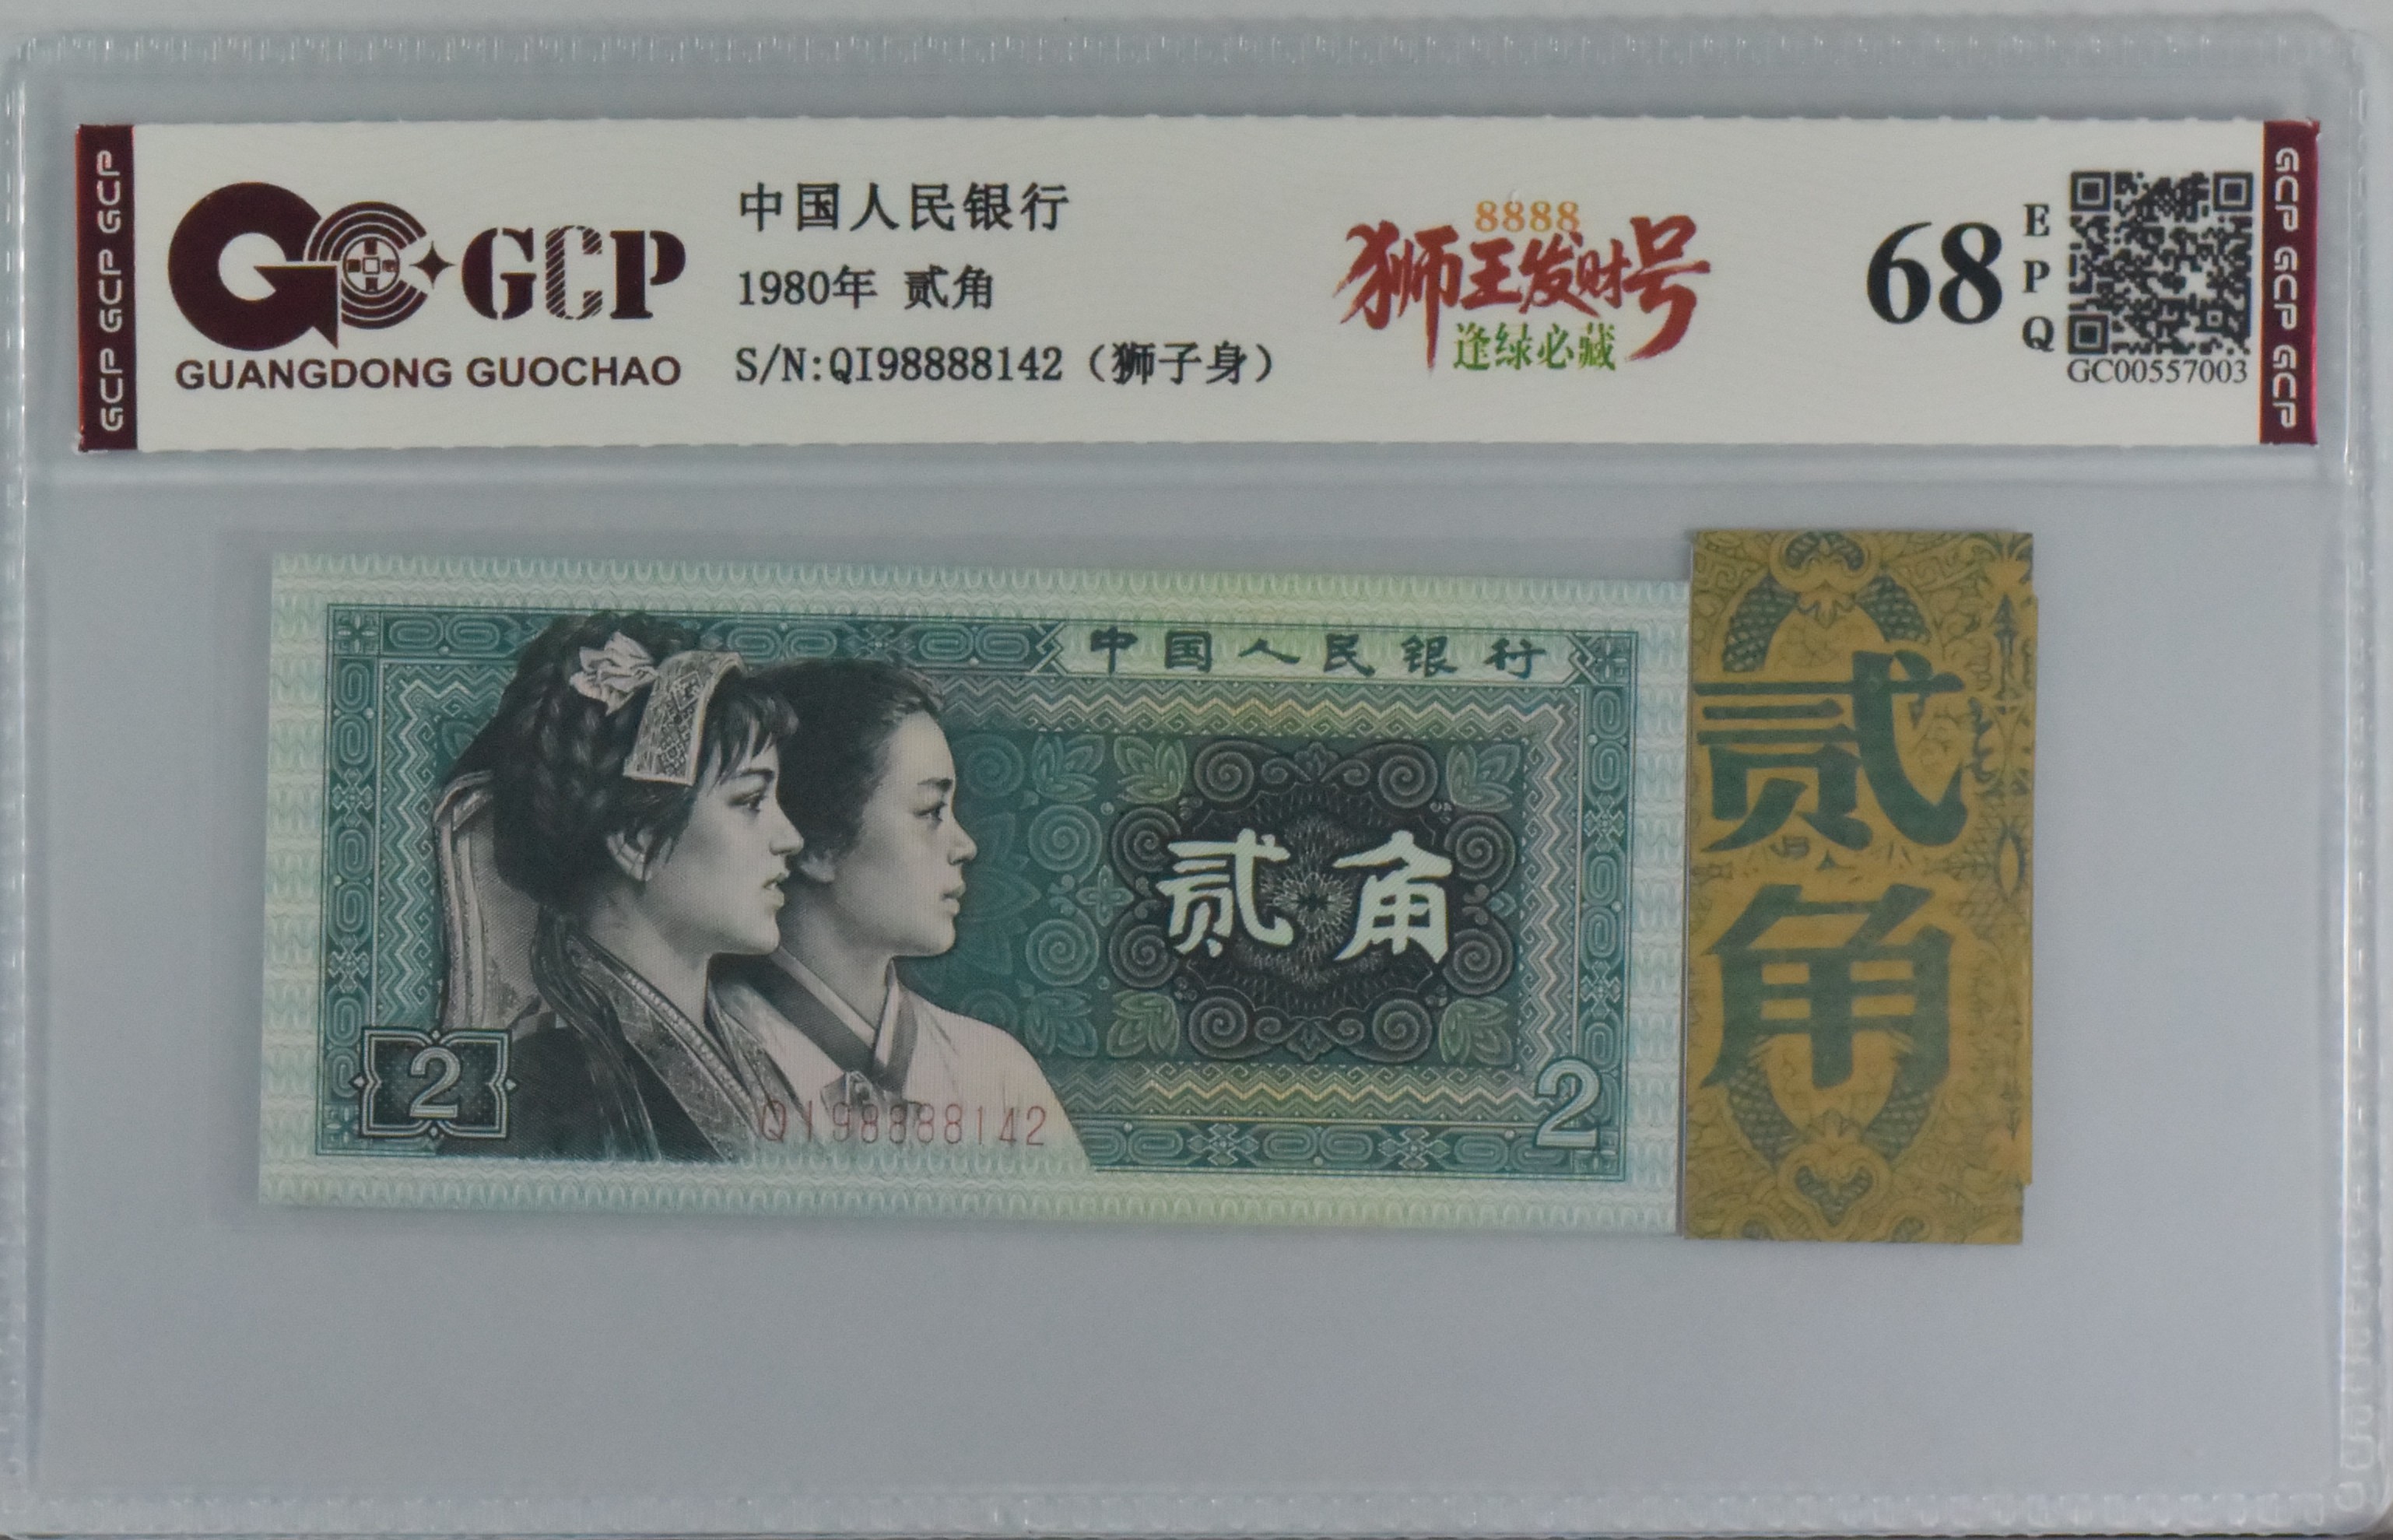 GCP GCP GCP
GCP
GUANGDONG GUOCHAO
中国人民银行
1980年 贰角
S/N:QI98888142（狮子身）
8888
狮王发财号
逢绿必藏
68
EPQ
GC00557003
GCP GCP GCP
中国人民银行
贰角
2
QI98888142
2
贰角